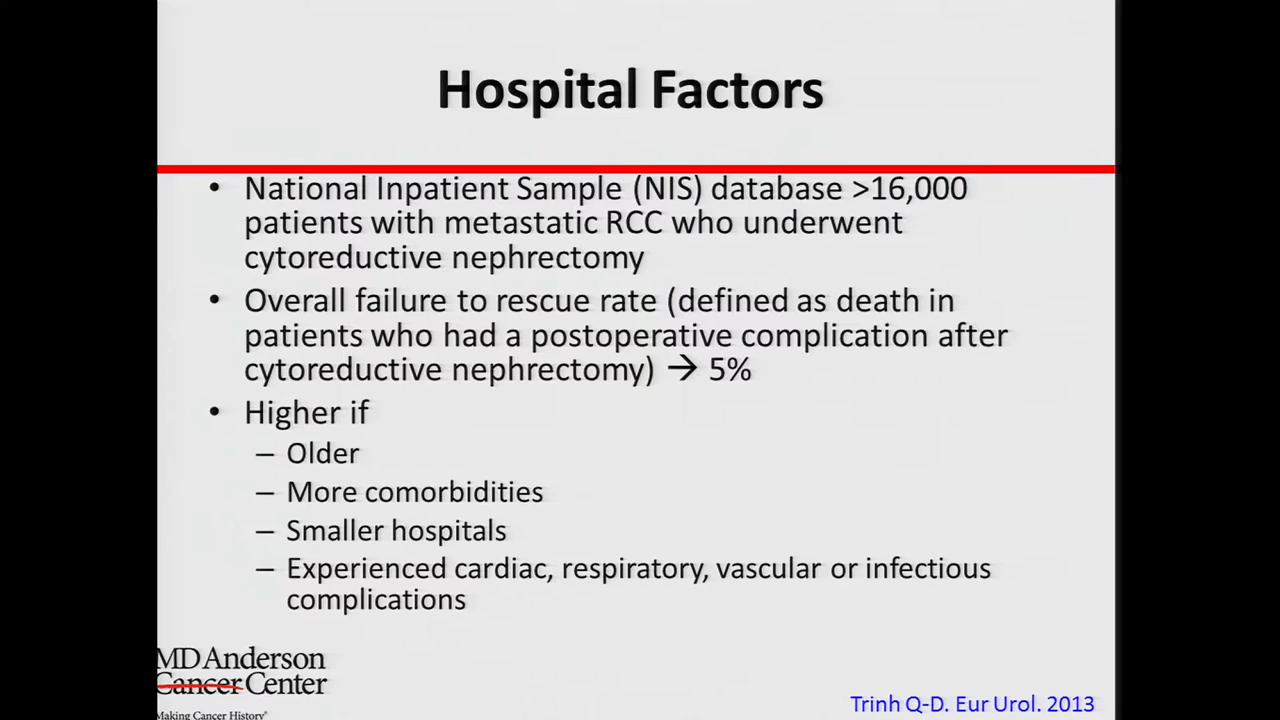 Hospital Factors
• National Inpatient Sample (NIS) database >16,000
patients with metastatic RCC who underwent
cytoreductive nephrectomy
• Overall failure to rescue rate (defined as death in
patients who had a postoperative complication after
cytoreductive nephrectomy) → 5%
• Higher if
– Older
– More comorbidities
– Smaller hospitals
– Experienced cardiac, respiratory, vascular or infectious
complications
MD Anderson
Cancer Center
Making Cancer History®
Trinh Q-D. Eur Urol. 2013